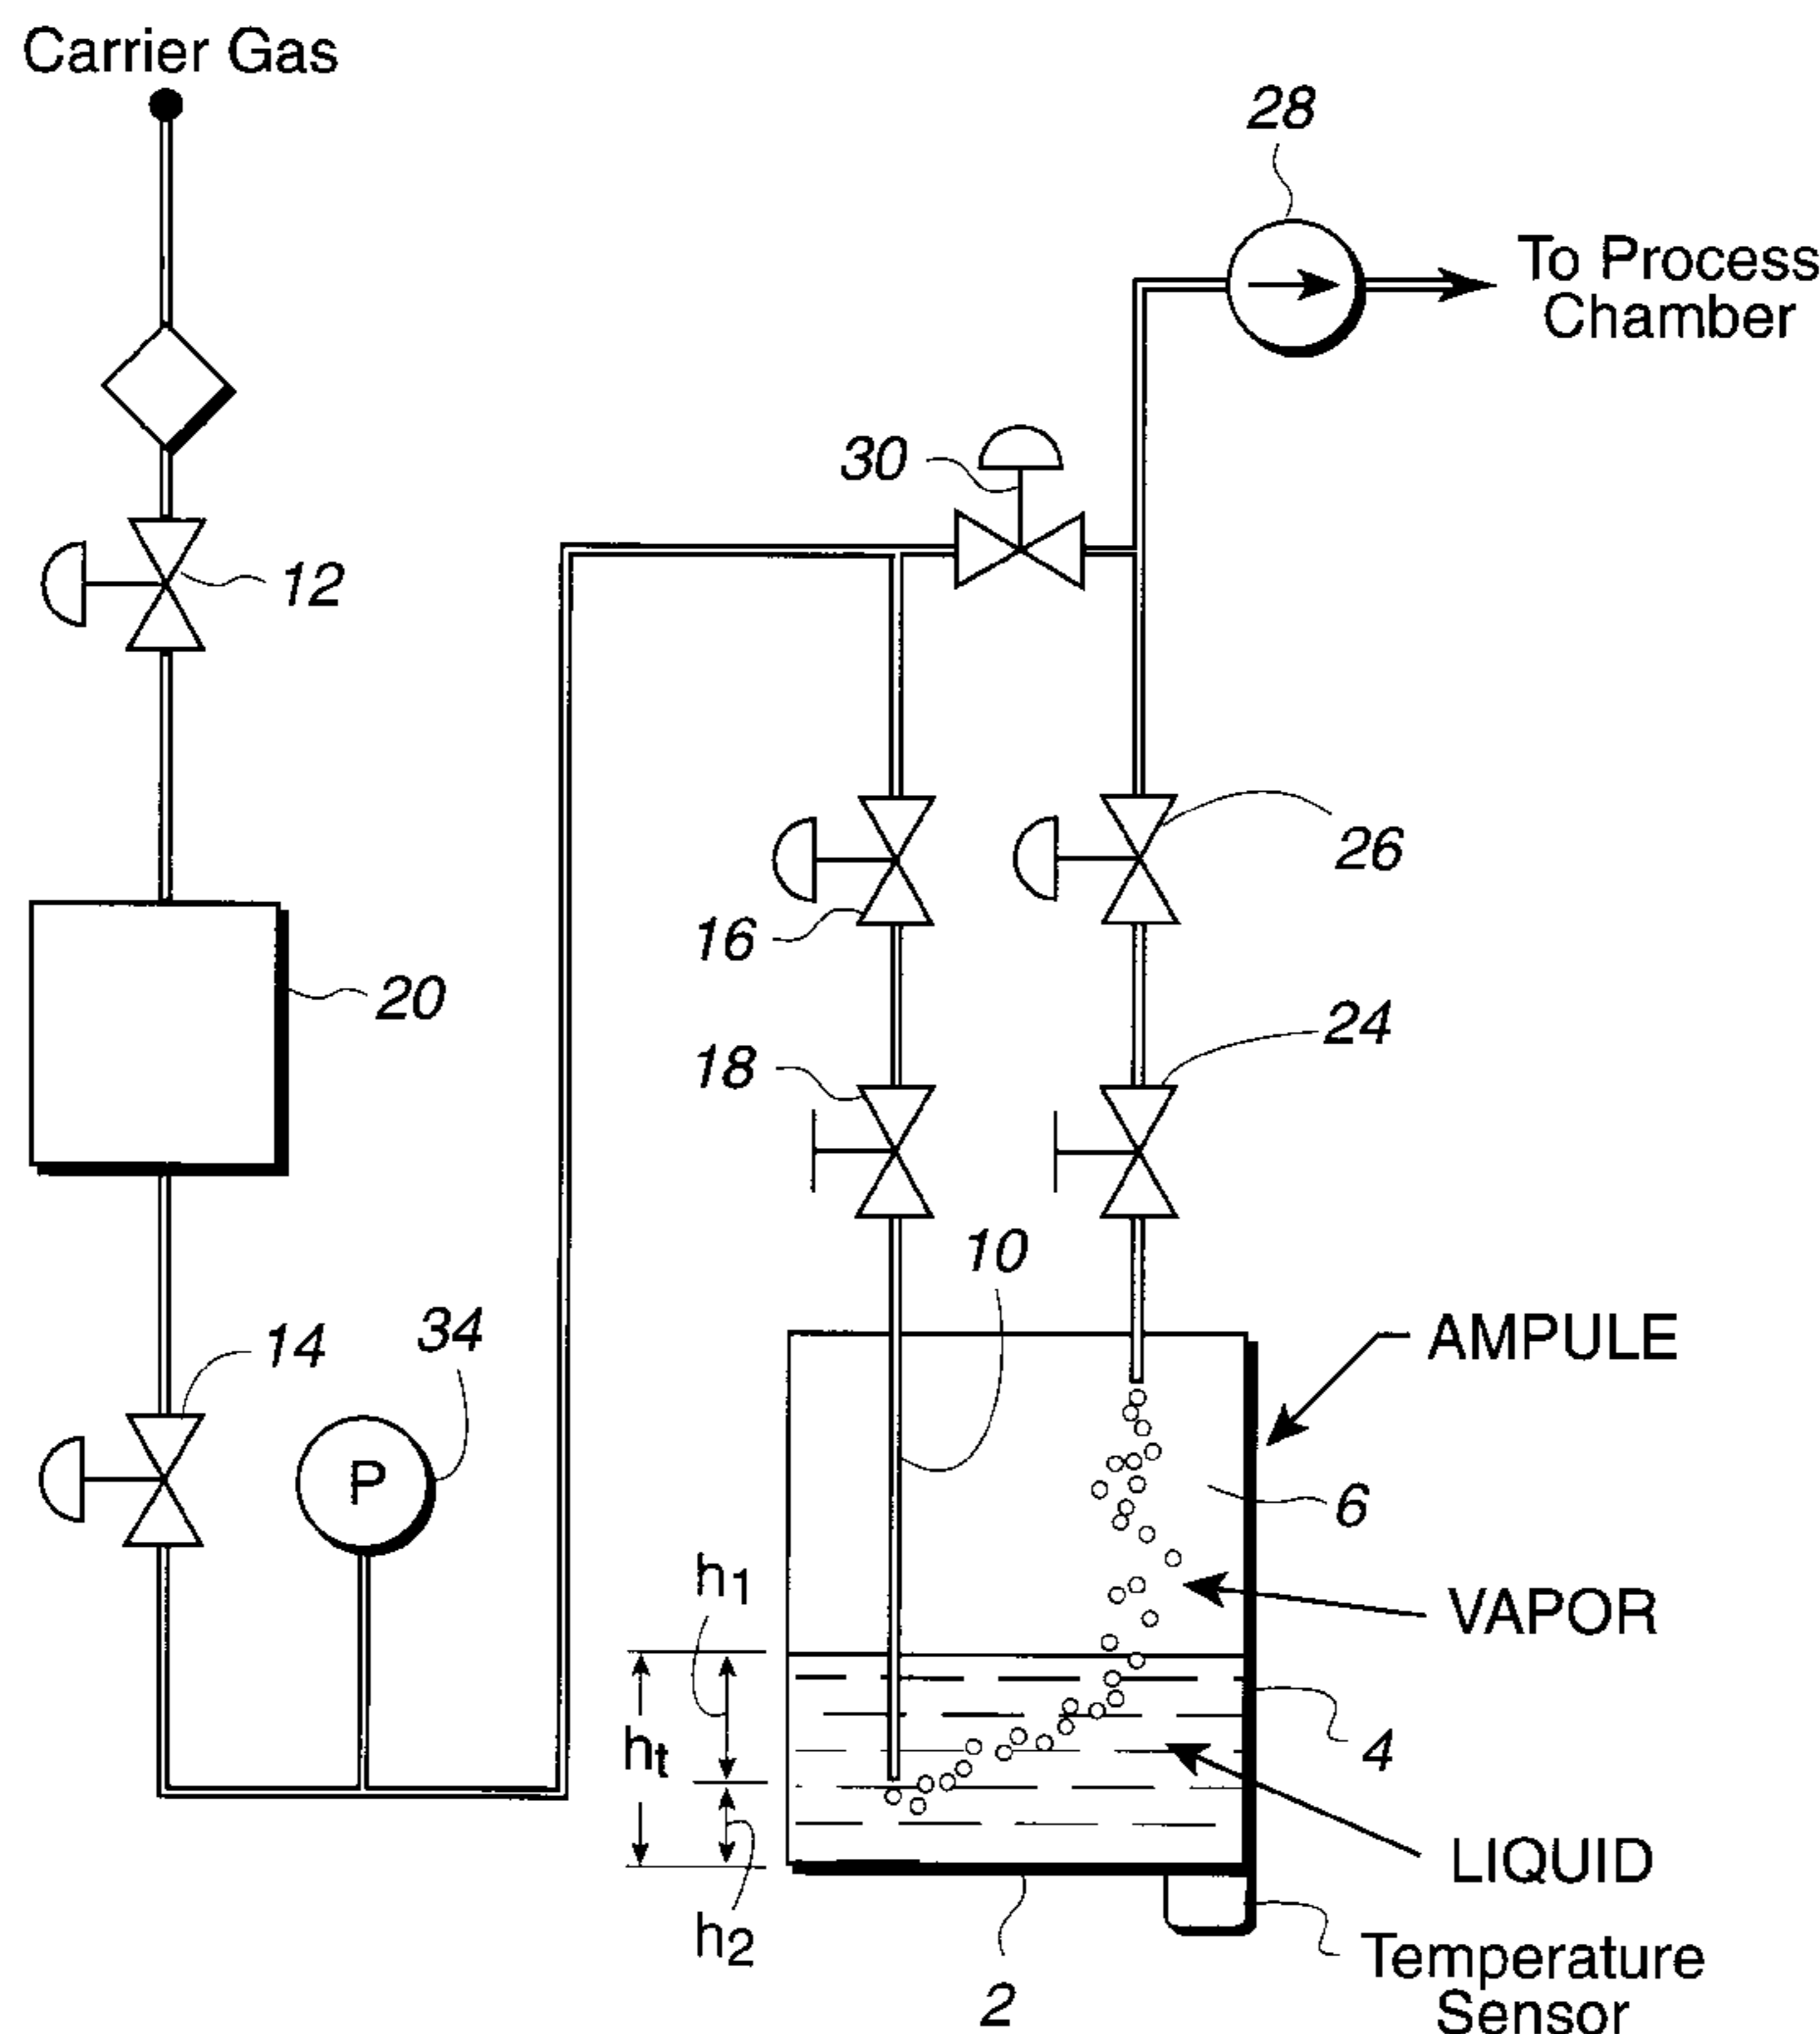 Carrier Gas
28
To Process
Chamber
30
12
26
16
20
24
18
10
14
34
AMPULE
6
h1
VAPOR
ht
4
LIQUID
h2
Temperature
Sensor
2
P